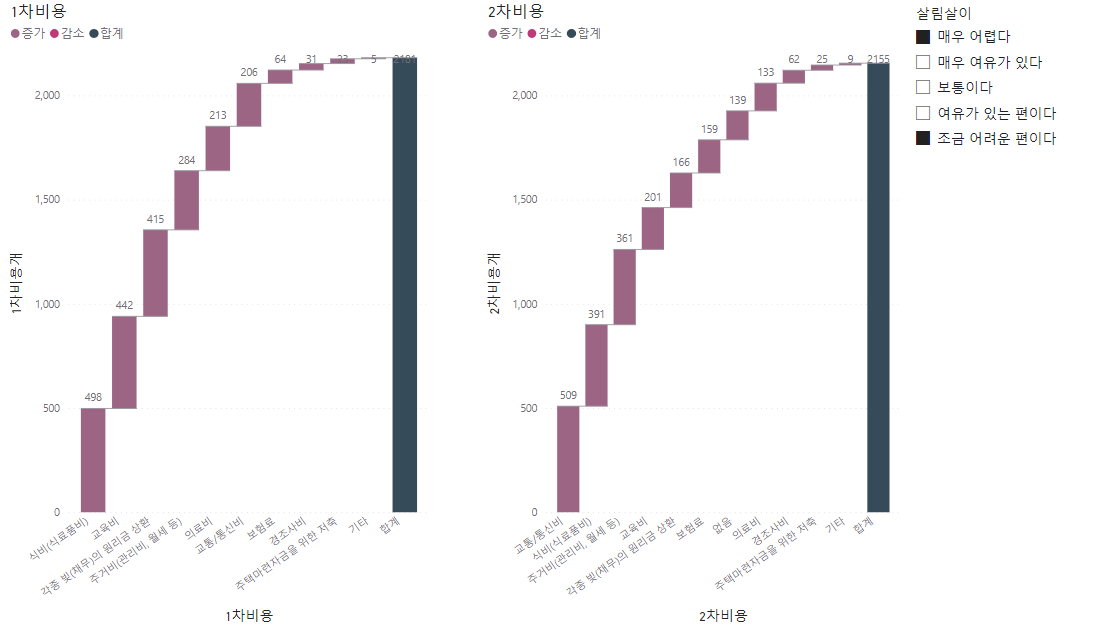 1차비용
증가 감소 합계
2,000
1,500
1,000
500
0
1차비용개
498
442
415
284
213
206
64
31
23
5
2181
식비(식료품비)
교육비
각종 빚(채무)의 원리금 상환
주거비(관리비, 월세 등)
의료비
교통/통신비
보험료
경조사비
주택마련자금을 위한 저축
기타
합계
1차비용
2차비용
증가 감소 합계
2,000
1,500
1,000
500
0
2차비용개
509
391
361
201
166
159
139
133
62
25
9
2155
교통/통신비
식비(식료품비)
주거비(관리비, 월세 등)
교육비
각종 빚(채무)의 원리금 상환
보험료
없음
의료비
경조사비
주택마련자금을 위한 저축
기타
합계
2차비용
살림살이
매우 어렵다
매우 여유가 있다
보통이다
여유가 있는 편이다
조금 어려운 편이다